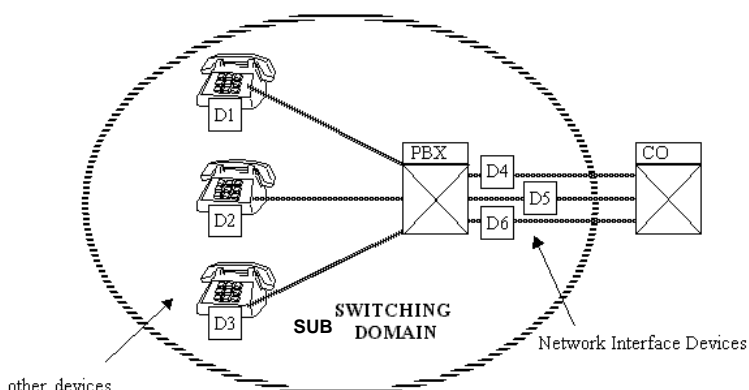 D1
PBX
CO
D4
D2
D5
D6
D3
SUB SWITCHING
DOMAIN
Network Interface Devices
other devices